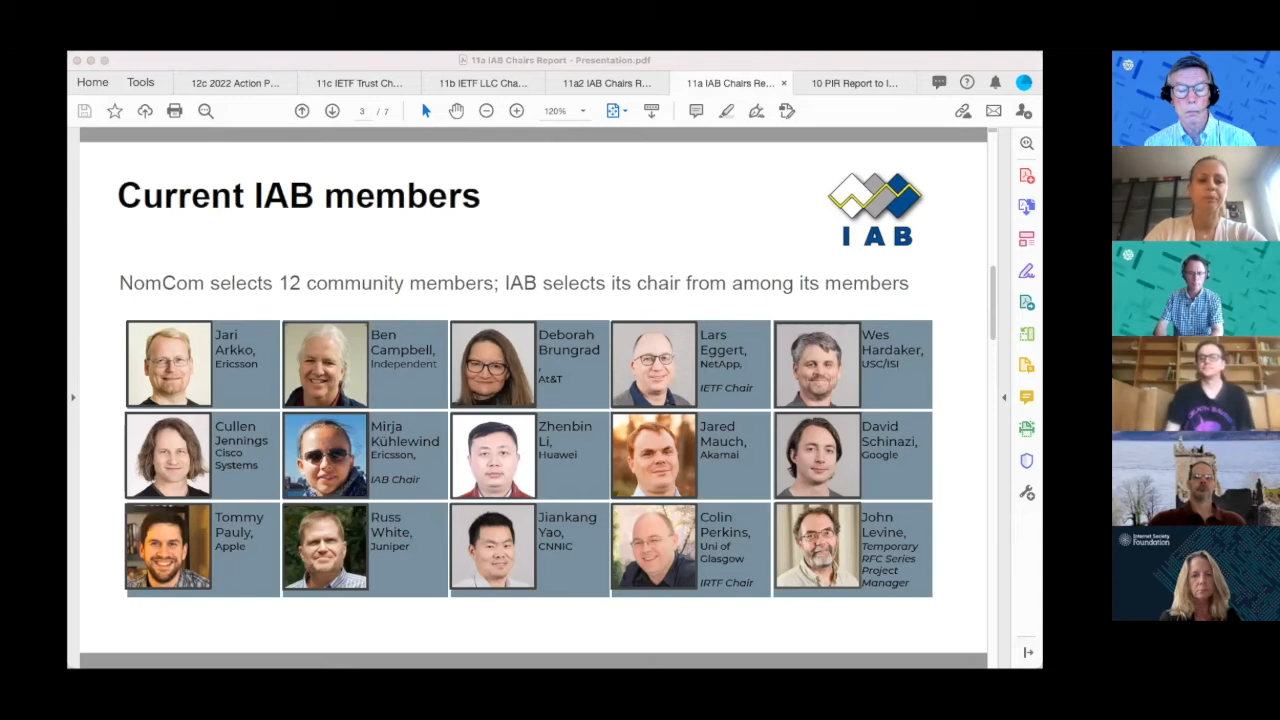 11a IAB Chairs Report - Presentation.pdf
Home
Tools
12c 2022 Action P...
11c IETF Trust Ch...
11b IETF LLC Cha...
11a2 IAB Chairs R...
11a IAB Chairs Re...
×
10 PIR Report to I...
3 / 7
120%
Current IAB members
IAB
NomCom selects 12 community members; IAB selects its chair from among its members
Jari
Arkko,
Ericsson
Ben
Campbell,
Independent
Deborah
Brungrad
,
At&T
Lars
Eggert,
NetApp,
IETF Chair
Wes
Hardaker,
USC/ISI
Cullen
Jennings
Cisco
Systems
Mirja
Kühlewind
Ericsson,
IAB Chair
Zhenbin
Li,
Huawei
Jared
Mauch,
Akamai
David
Schinazi,
Google
Tommy
Pauly,
Apple
Russ
White,
Juniper
Jiankang
Yao,
CNNIC
Colin
Perkins,
Uni of
Glasgow
IRTF Chair
John
Levine,
Temporary
RFC Series
Project
Manager
Internet Society
Foundation